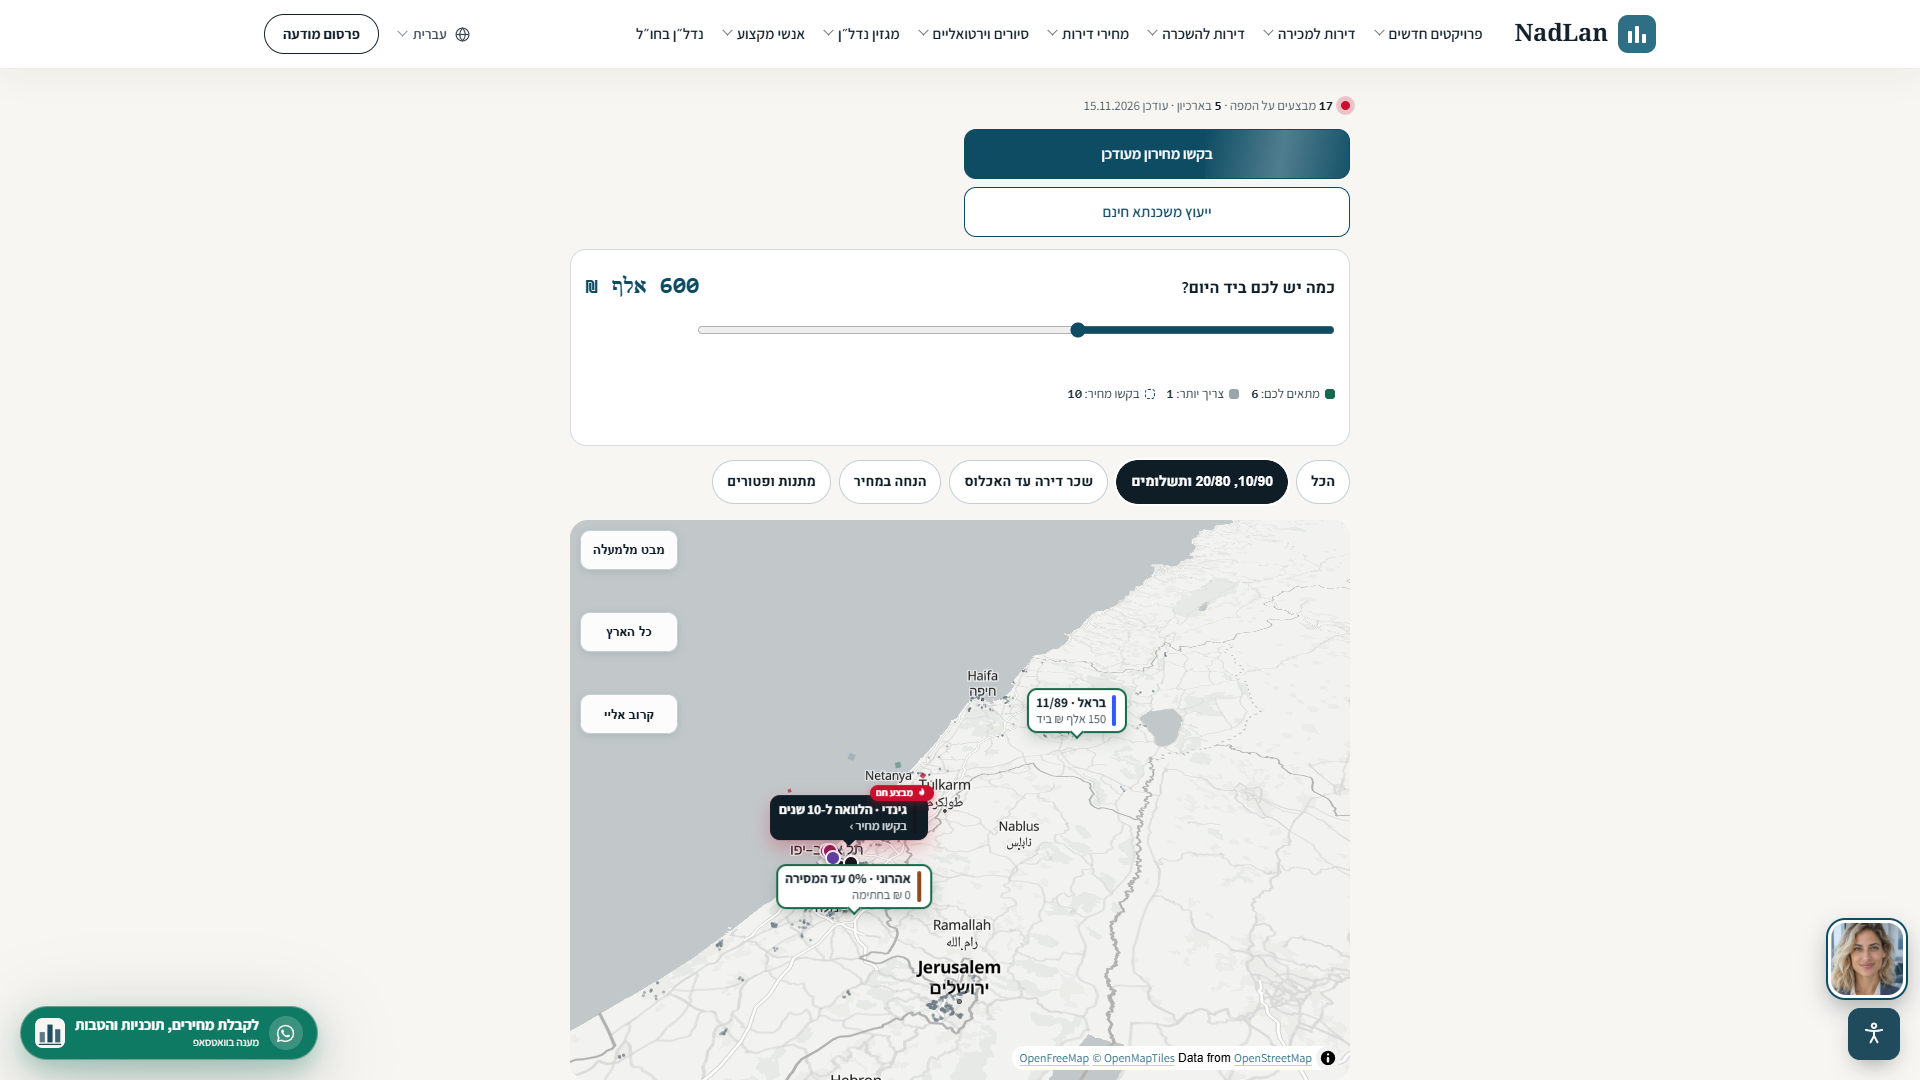 NadLan
פרויקטים חדשים
דירות למכירה
דירות להשכרה
מחירי דירות
סיורים וירטואליים
מגזין נדל״ן
אנשי מקצוע
נדל״ן בחו״ל
עברית
פרסום מודעה
17 מבצעים על המפה · 5 בארכיון · עודכן 15.11.2026
בקשו מחירון מעודכן
ייעוץ משכנתא חינם
כמה יש לכם ביד היום?
600 אלף ₪
מתאים לכם: 6
צריך יותר: 1
בקשו מחיר: 10
הכל
10/90, 20/80 ותשלומים
שכר דירה עד האכלוס
הנחה במחיר
מתנות ופטורים
מבט מלמעלה
כל הארץ
קרוב אליי
Haifa
חיפה
בראל · 11/89
150 אלף ₪ ביד
Netanya
Tulkarm
طولكرم
מבצע חם
גינדי · הלוואה ל-10 שנים
בקשו מחיר ›
Nablus
نابلس
אהרוני · 0% עד המסירה
0 ₪ בחתימה
Ramallah
رام الله
Jerusalem
ירושלים
Hebron
OpenFreeMap © OpenMapTiles Data from OpenStreetMap
לקבלת מחירים, תוכניות והטבות
מענה בוואטסאפ